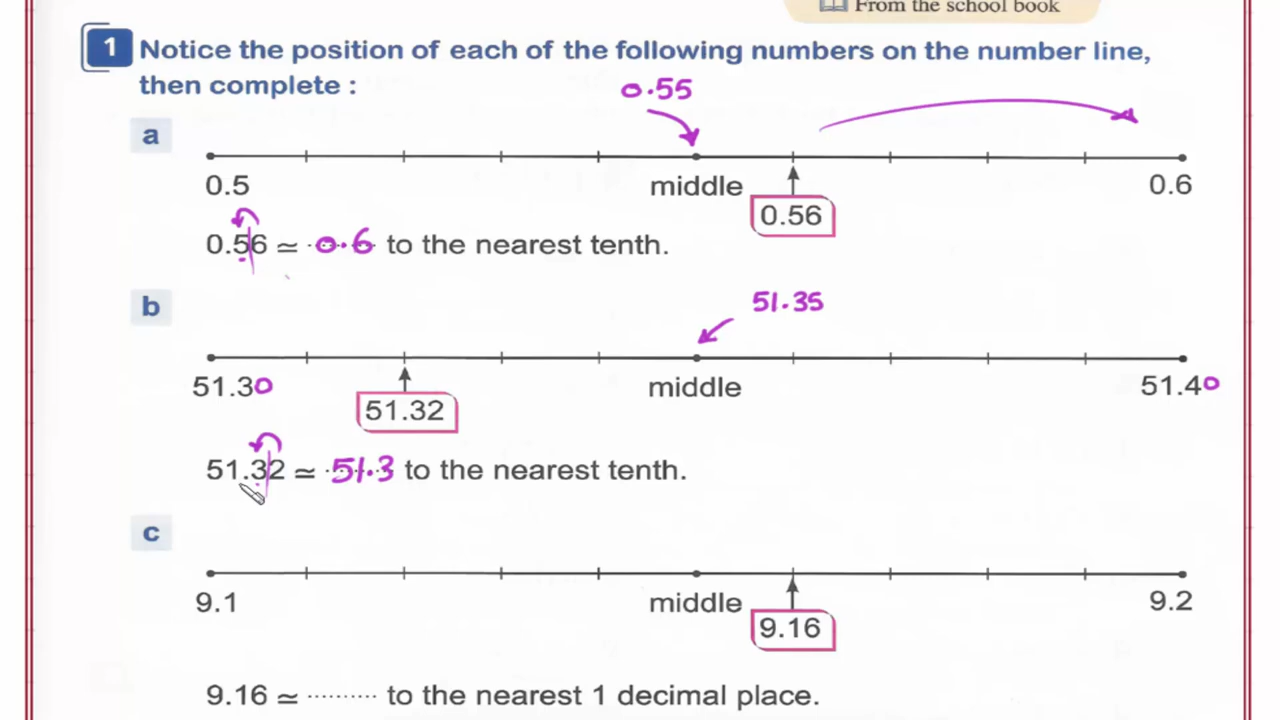 From the school book
1 Notice the position of each of the following numbers on the number line,
then complete :
0.55
a
0.5 middle 0.56 0.6
0.56 ≃ 0.6 to the nearest tenth.
b
51.35
51.30 51.32 middle 51.40
51.32 ≃ 51.3 to the nearest tenth.
c
9.1 middle 9.16 9.2
9.16 ≃ ......... to the nearest 1 decimal place.